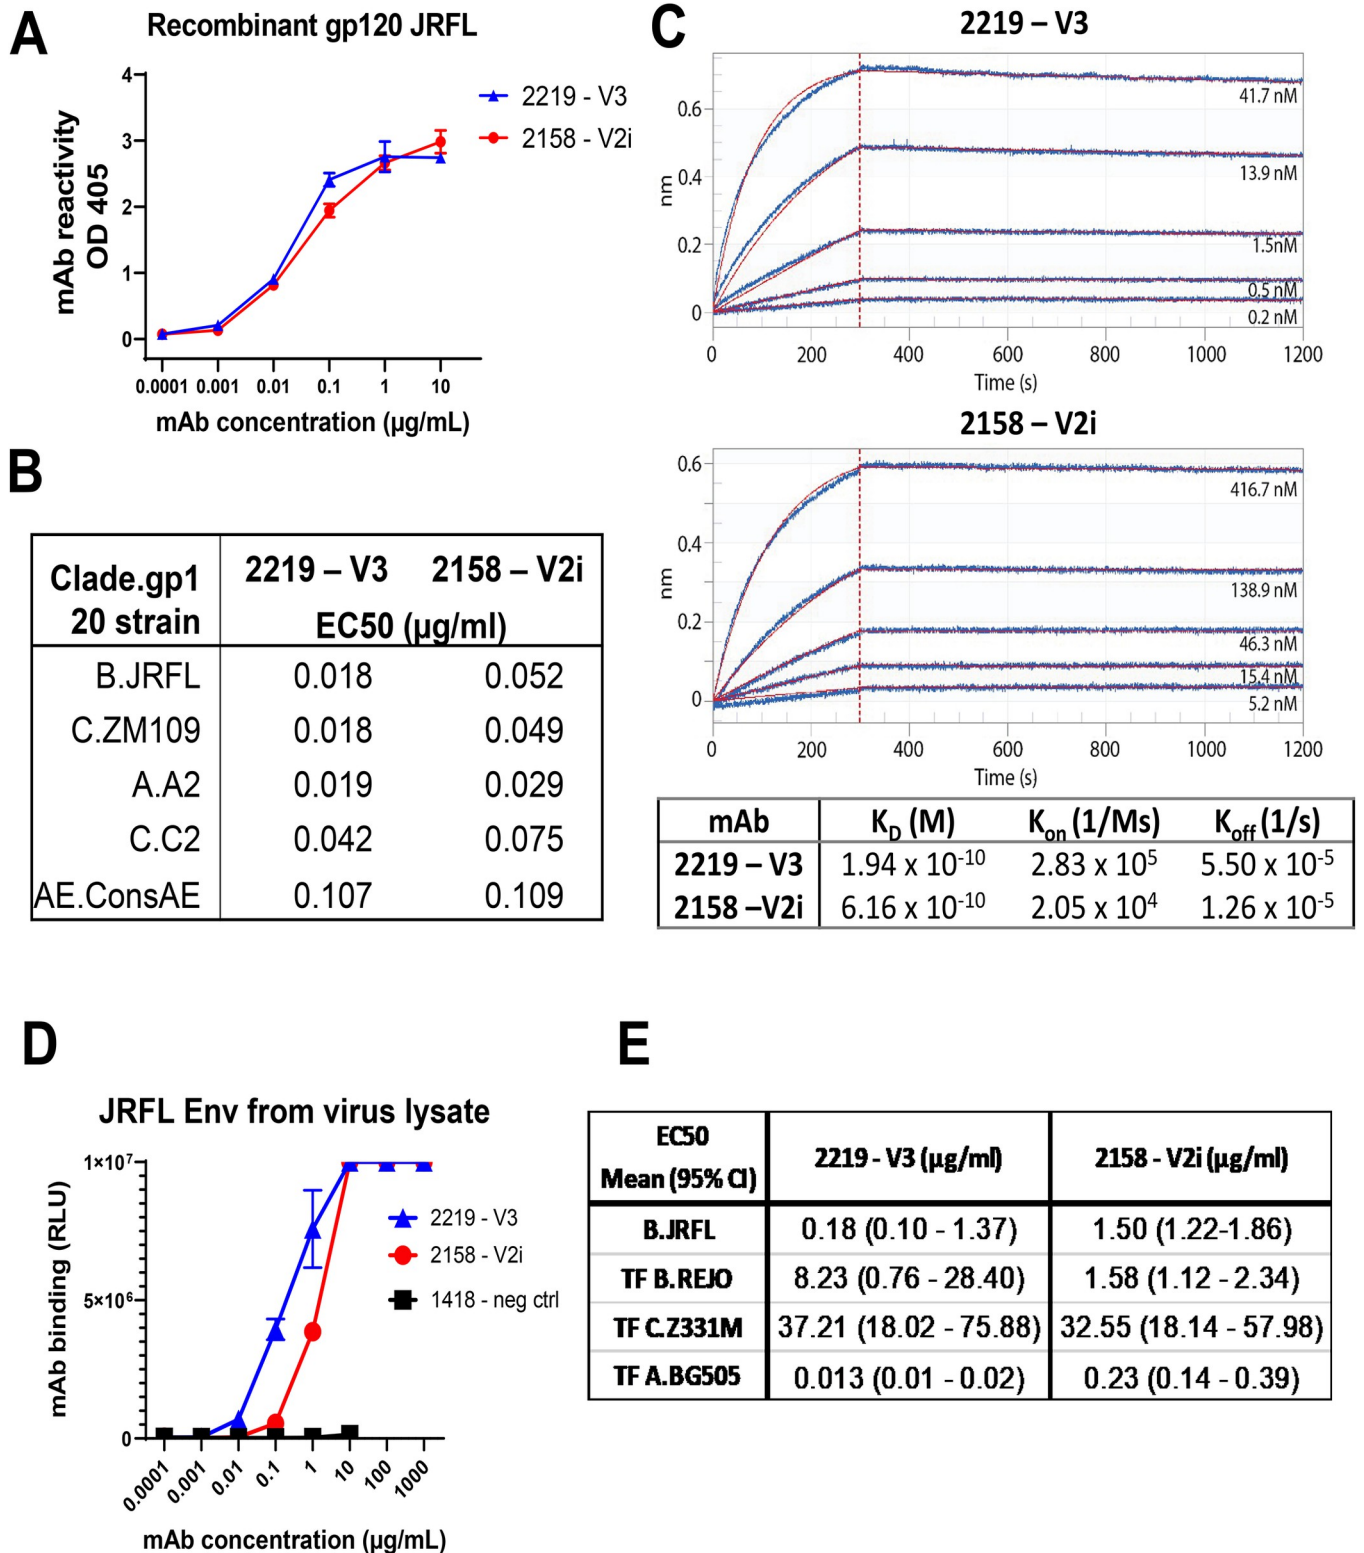 A
Recombinant gp120 JRFL
mAb reactivity
OD 405
4
3
2
1
0
0.0001 0.001 0.01 0.1 1 10
mAb concentration (µg/mL)
2219 - V3
2158 - V2i
B
Clade.gp1
20 strain
2219 – V3 2158 – V2i
EC50 (µg/ml)
B.JRFL 0.018 0.052
C.ZM109 0.018 0.049
A.A2 0.019 0.029
C.C2 0.042 0.075
AE.ConsAE 0.107 0.109
C
2219 – V3
nm
0.6
0.4
0.2
0
41.7 nM
13.9 nM
1.5nM
0.5 nM
0.2 nM
0 200 400 600 800 1000 1200
Time (s)
2158 – V2i
nm
0.6
0.4
0.2
0
416.7 nM
138.9 nM
46.3 nM
15.4 nM
5.2 nM
0 200 400 600 800 1000 1200
Time (s)
mAb K_D (M) K_on (1/Ms) K_off (1/s)
2219 – V3 1.94 x 10^-10 2.83 x 10^5 5.50 x 10^-5
2158 –V2i 6.16 x 10^-10 2.05 x 10^4 1.26 x 10^-5
D
JRFL Env from virus lysate
mAb binding (RLU)
1×10^7
5×10^6
0
2219 - V3
2158 - V2i
1418 - neg ctrl
0.0001 0.001 0.01 0.1 1 10 100 1000
mAb concentration (µg/mL)
E
EC50
Mean (95% CI)
2219 - V3 (µg/ml) 2158 - V2i (µg/ml)
B.JRFL 0.18 (0.10 - 1.37) 1.50 (1.22-1.86)
TF B.REJO 8.23 (0.76 - 28.40) 1.58 (1.12 - 2.34)
TF C.Z331M 37.21 (18.02 - 75.88) 32.55 (18.14 - 57.98)
TF A.BG505 0.013 (0.01 - 0.02) 0.23 (0.14 - 0.39)